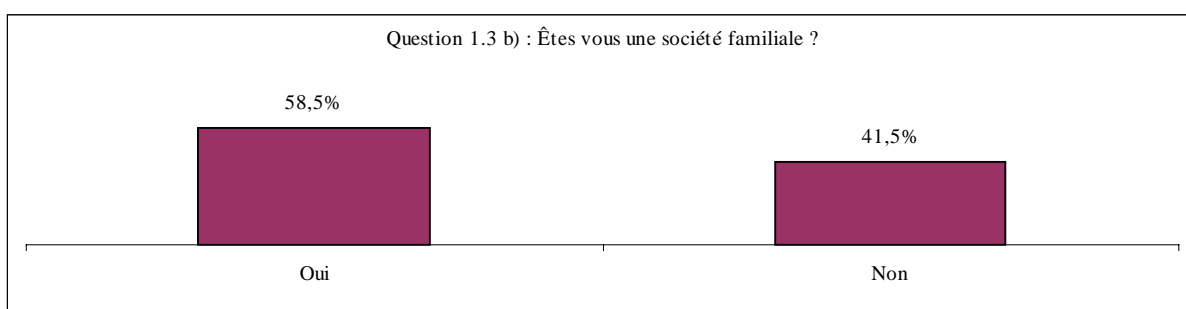 Question 1.3 b) : Êtes vous une société familiale ?
58,5%
41,5%
Oui
Non